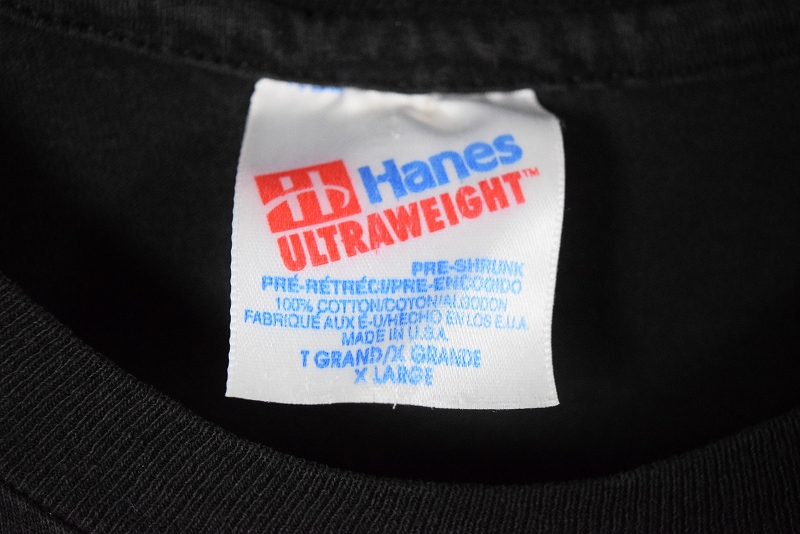 Hanes
ULTRAWEIGHT™
PRE-SHRUNK
PRÉ-RÉTRÉCI/PRE-ENCOGIDO
100% COTTON/COTON/ALGODON
FABRIQUÉ AUX É-U/HECHO EN LOS E.U.A.
MADE IN U.S.A.
T GRAND/X GRANDE
X LARGE